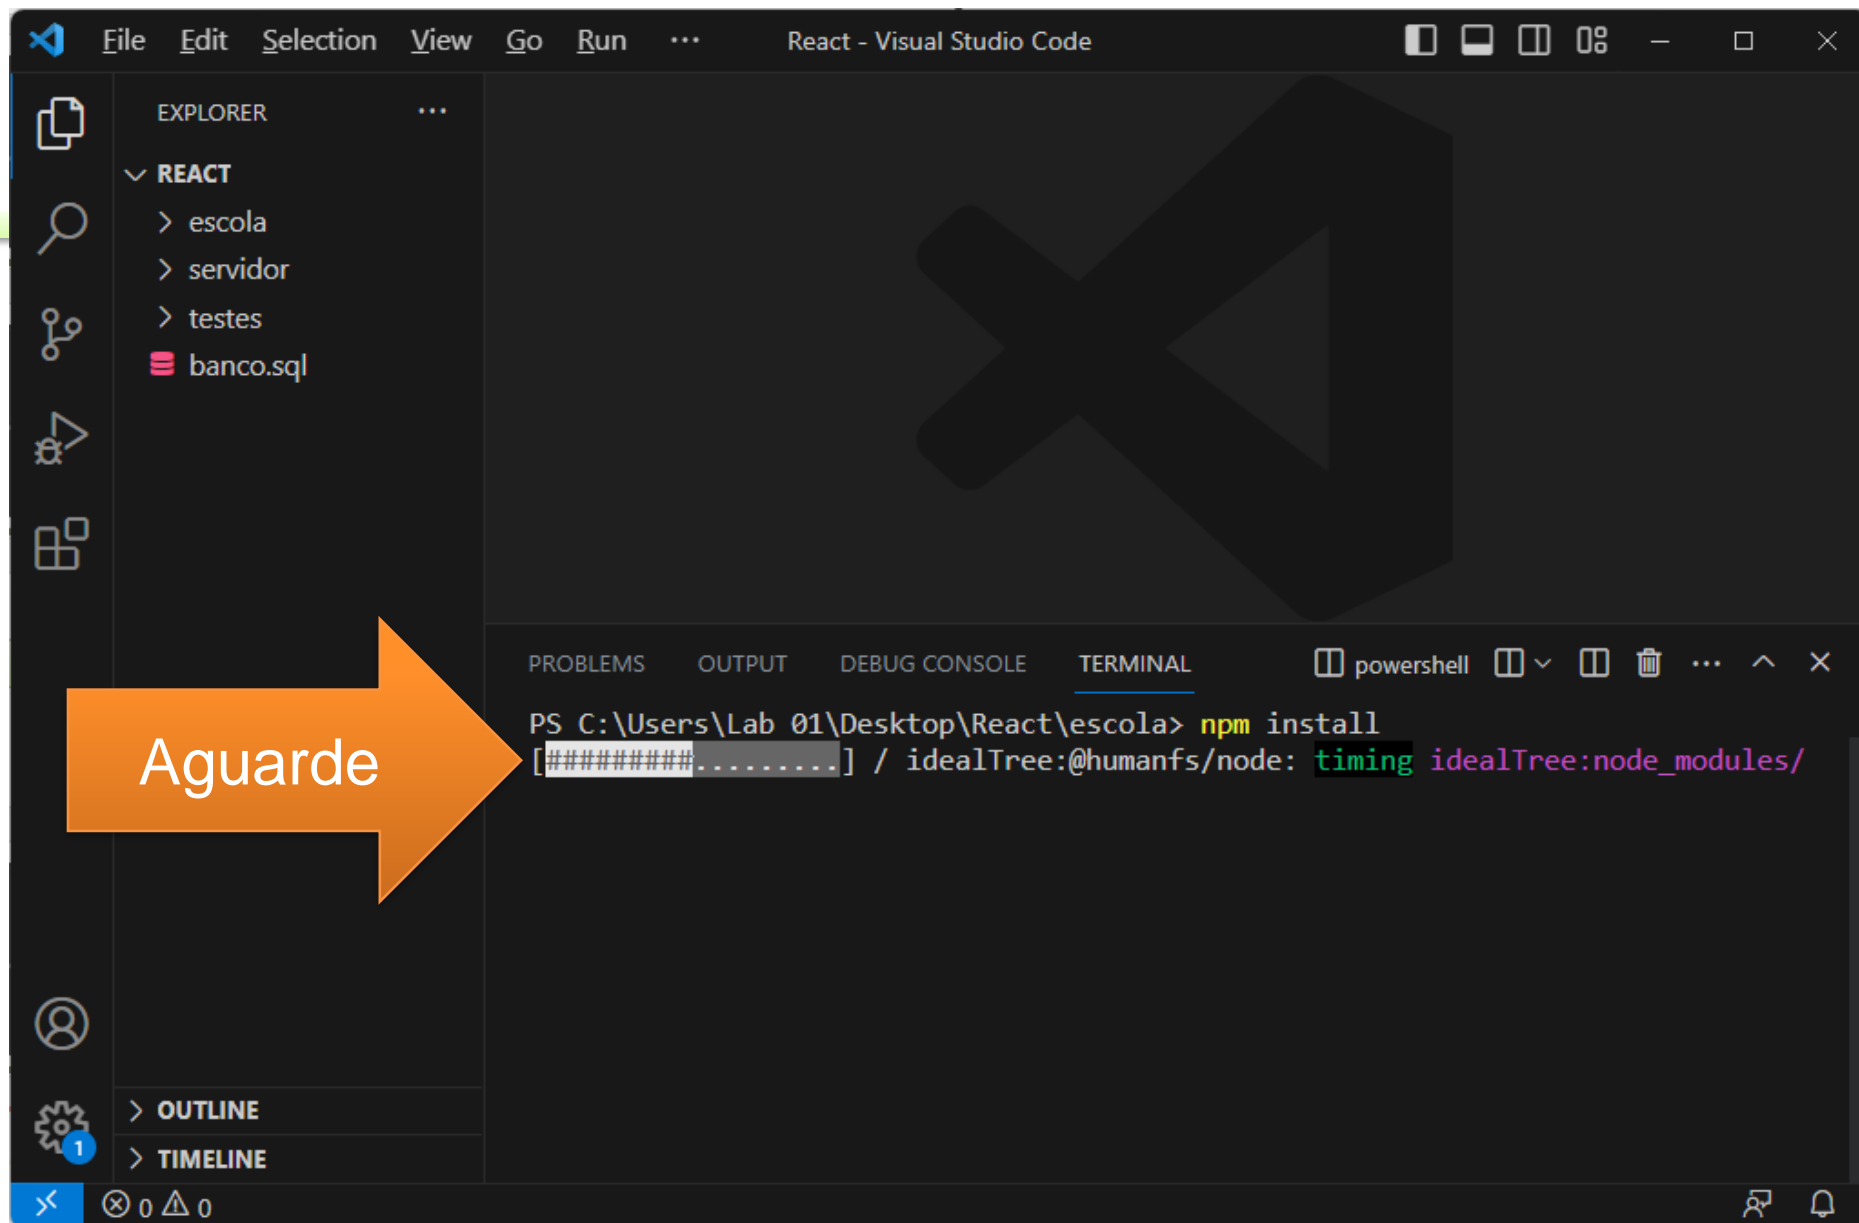 File Edit Selection View Go Run ··· React - Visual Studio Code
EXPLORER ···
REACT
escola
servidor
testes
banco.sql
PROBLEMS OUTPUT DEBUG CONSOLE TERMINAL powershell ···
PS C:\Users\Lab 01\Desktop\React\escola> npm install
[#########.........] / idealTree:@humanfs/node: timing idealTree:node_modules/
Aguarde
OUTLINE
1
TIMELINE
0 0